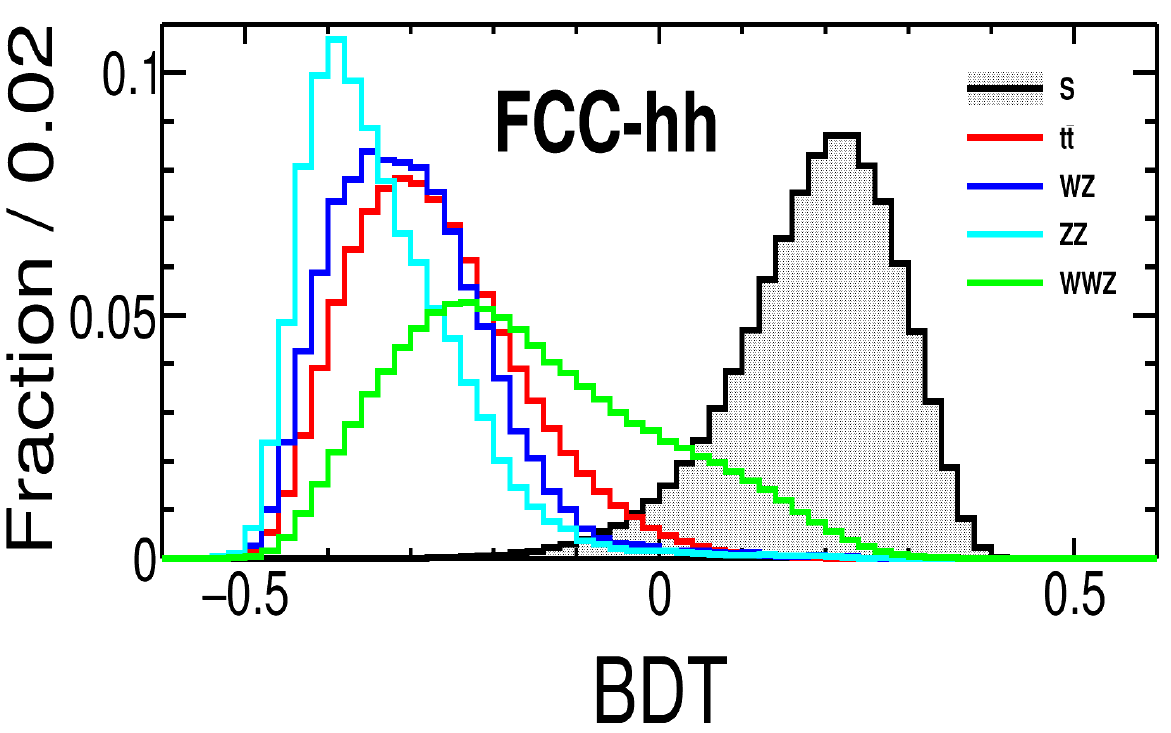 Fraction / 0.02
0.1
0.05
0
FCC-hh
S
tt̄
WZ
ZZ
WWZ
−0.5
0
0.5
BDT